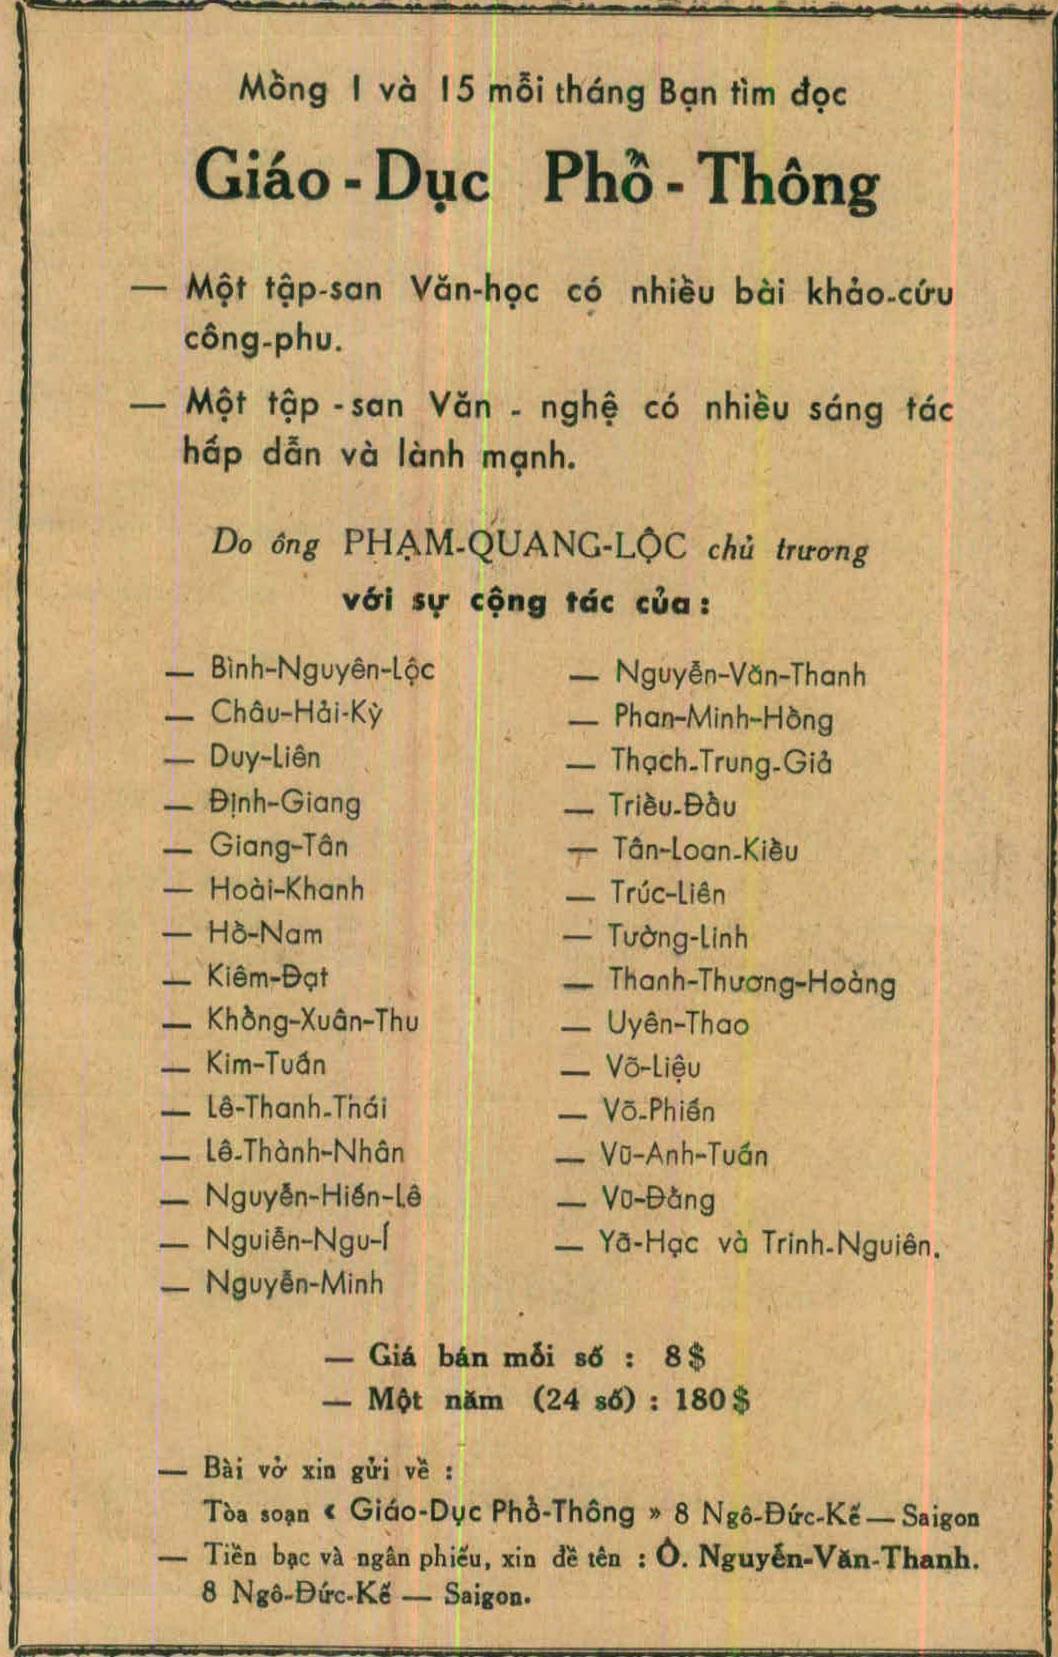 Mồng 1 và 15 mỗi tháng Bạn tìm đọc
Giáo - Dục Phổ - Thông
— Một tập-san Văn-học có nhiều bài khảo-cứu
công-phu.
— Một tập - san Văn - nghệ có nhiều sáng tác
hấp dẫn và lành mạnh.
Do ông PHẠM-QUANG-LỘC chủ trương
với sự cộng tác của :
— Bình-Nguyên-Lộc
— Châu-Hải-Kỳ
— Duy-Liên
— Định-Giang
— Giang-Tân
— Hoài-Khanh
— Hồ-Nam
— Kiêm-Đạt
— Khổng-Xuân-Thu
— Kim-Tuấn
— Lê-Thanh-Thái
— Lê-Thành-Nhân
— Nguyễn-Hiến-Lê
— Nguiễn-Ngu-Í
— Nguyễn-Minh
— Nguyễn-Văn-Thanh
— Phan-Minh-Hồng
— Thạch-Trung-Giả
— Triều-Đẩu
— Tân-Loan-Kiều
— Trúc-Liên
— Tường-Linh
— Thanh-Thương-Hoàng
— Uyên-Thao
— Võ-Liệu
— Võ-Phiến
— Vũ-Anh-Tuấn
— Vũ-Đằng
— Yã-Hạc và Trinh-Nguiên.
— Giá bán mỗi số : 8$
— Một năm (24 số) : 180$
— Bài vở xin gửi về :
Tòa soạn « Giáo-Dục Phổ-Thông » 8 Ngô-Đức-Kế — Saigon
— Tiền bạc và ngân phiếu, xin đề tên : Ô. Nguyễn-Văn-Thanh.
8 Ngô-Đức-Kế — Saigon.